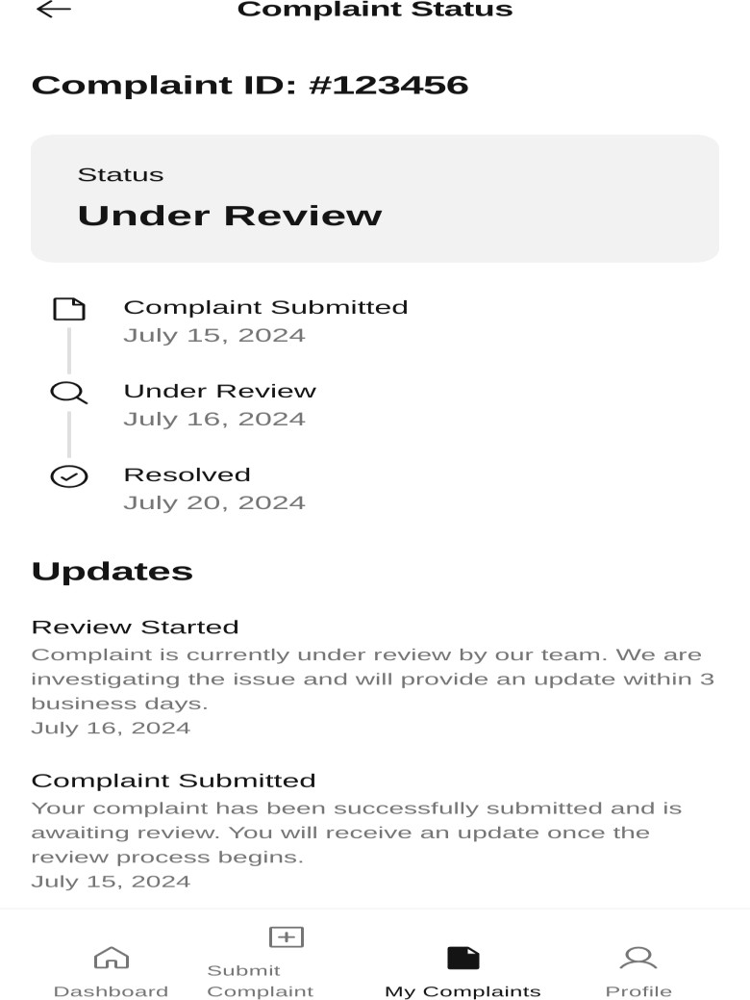 Complaint Status
Complaint ID: #123456
Status
Under Review
Complaint Submitted
July 15, 2024
Under Review
July 16, 2024
Resolved
July 20, 2024
Updates
Review Started
Complaint is currently under review by our team. We are
investigating the issue and will provide an update within 3
business days.
July 16, 2024
Complaint Submitted
Your complaint has been successfully submitted and is
awaiting review. You will receive an update once the
review process begins.
July 15, 2024
Dashboard
Submit
Complaint
My Complaints
Profile